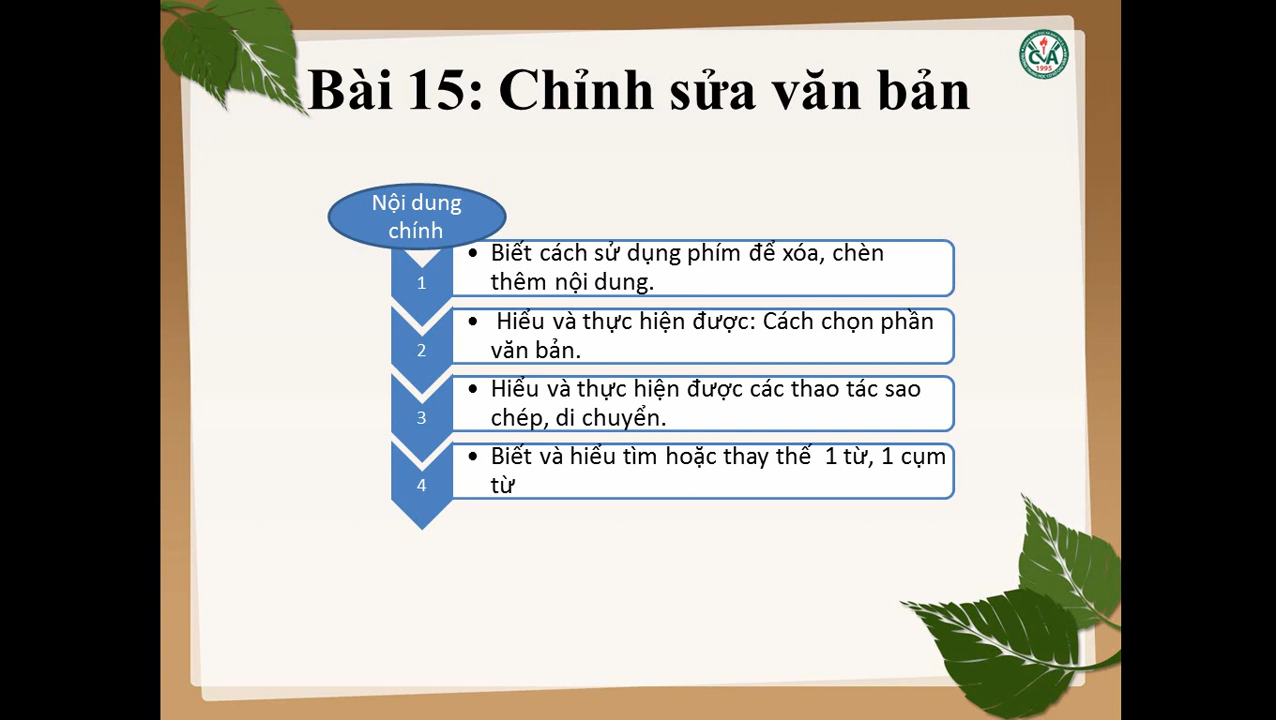 Bài 15: Chỉnh sửa văn bản
CVA
1995
Nội dung
chính
1
• Biết cách sử dụng phím để xóa, chèn
thêm nội dung.
2
• Hiểu và thực hiện được: Cách chọn phần
văn bản.
3
• Hiểu và thực hiện được các thao tác sao
chép, di chuyển.
4
• Biết và hiểu tìm hoặc thay thế 1 từ, 1 cụm
từ